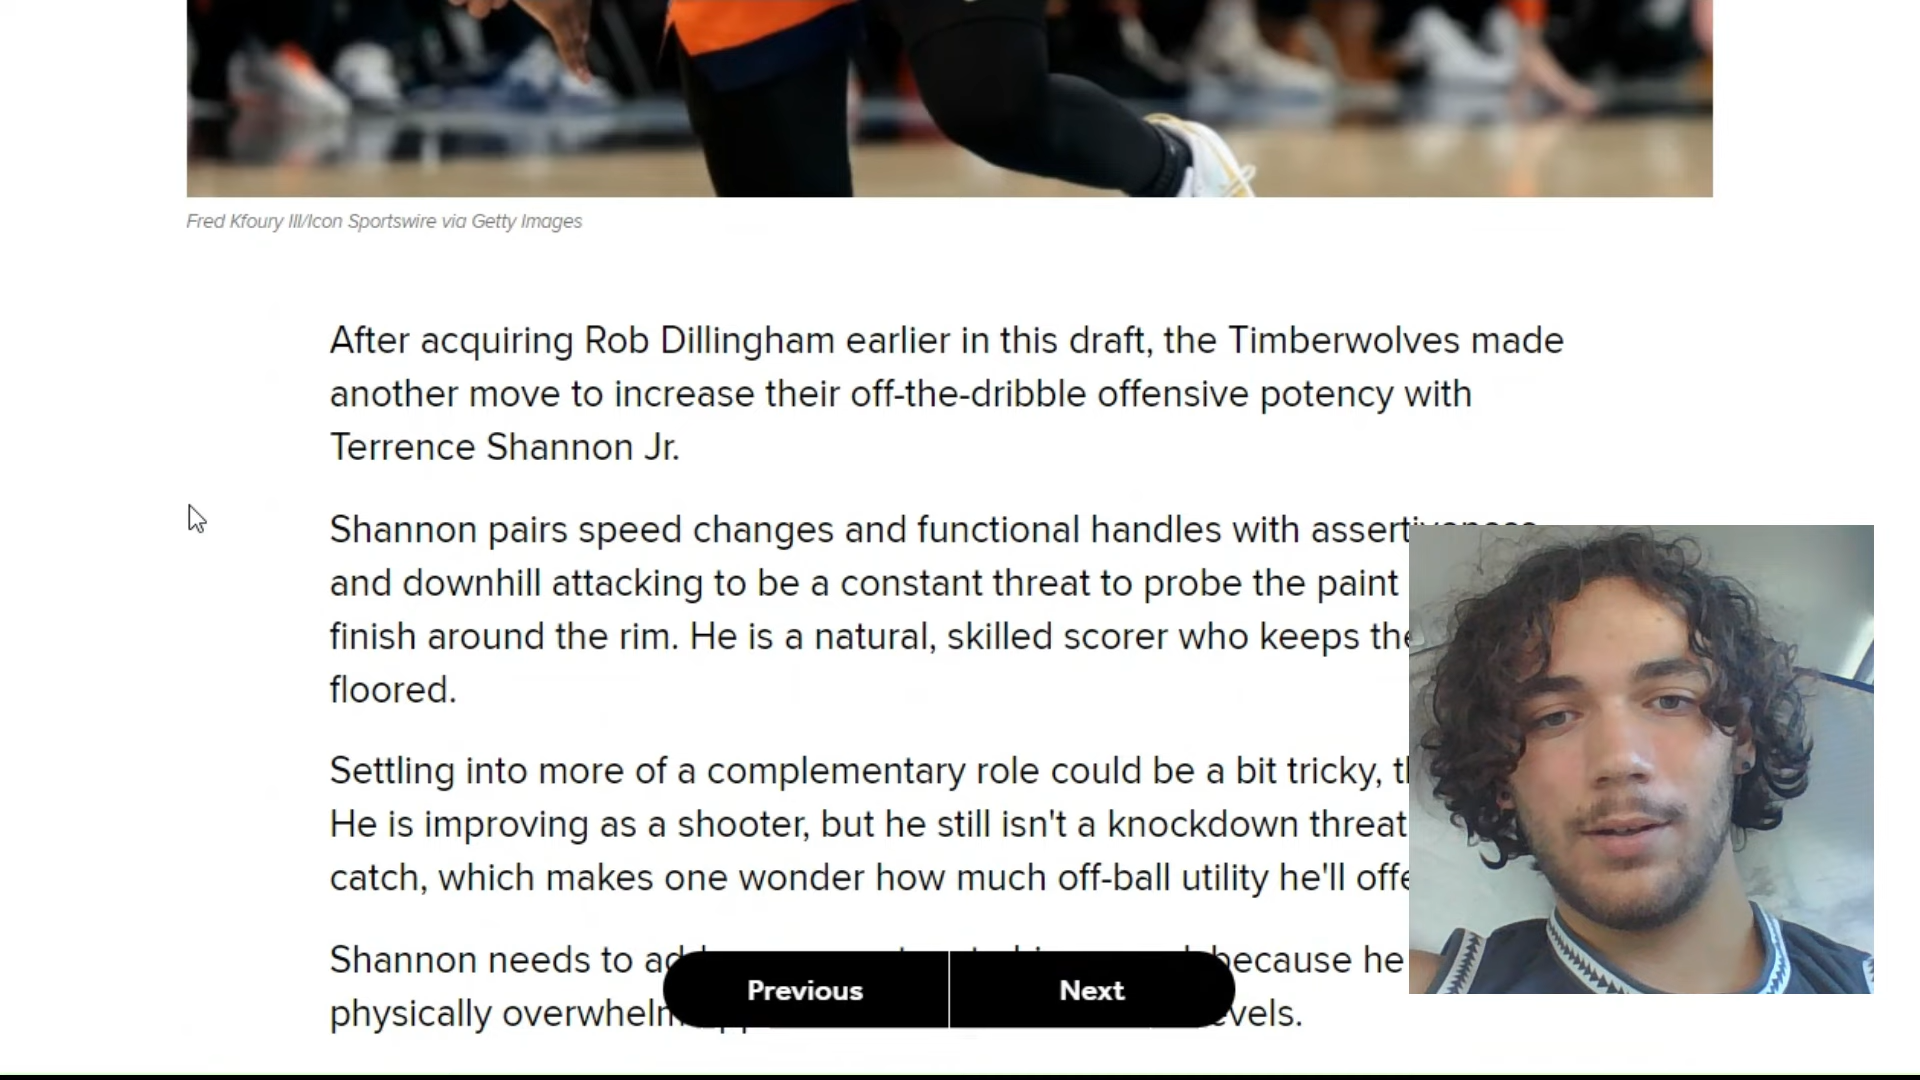 Fred Kfoury III/Icon Sportswire via Getty Images
After acquiring Rob Dillingham earlier in this draft, the Timberwolves made
another move to increase their off-the-dribble offensive potency with
Terrence Shannon Jr.
Shannon pairs speed changes and functional handles with assertiveness
and downhill attacking to be a constant threat to probe the paint
finish around the rim. He is a natural, skilled scorer who keeps the
floored.
Settling into more of a complementary role could be a bit tricky,
He is improving as a shooter, but he still isn't a knockdown threat
catch, which makes one wonder how much off-ball utility he'll
Shannon needs to because he
physically
Previous Next